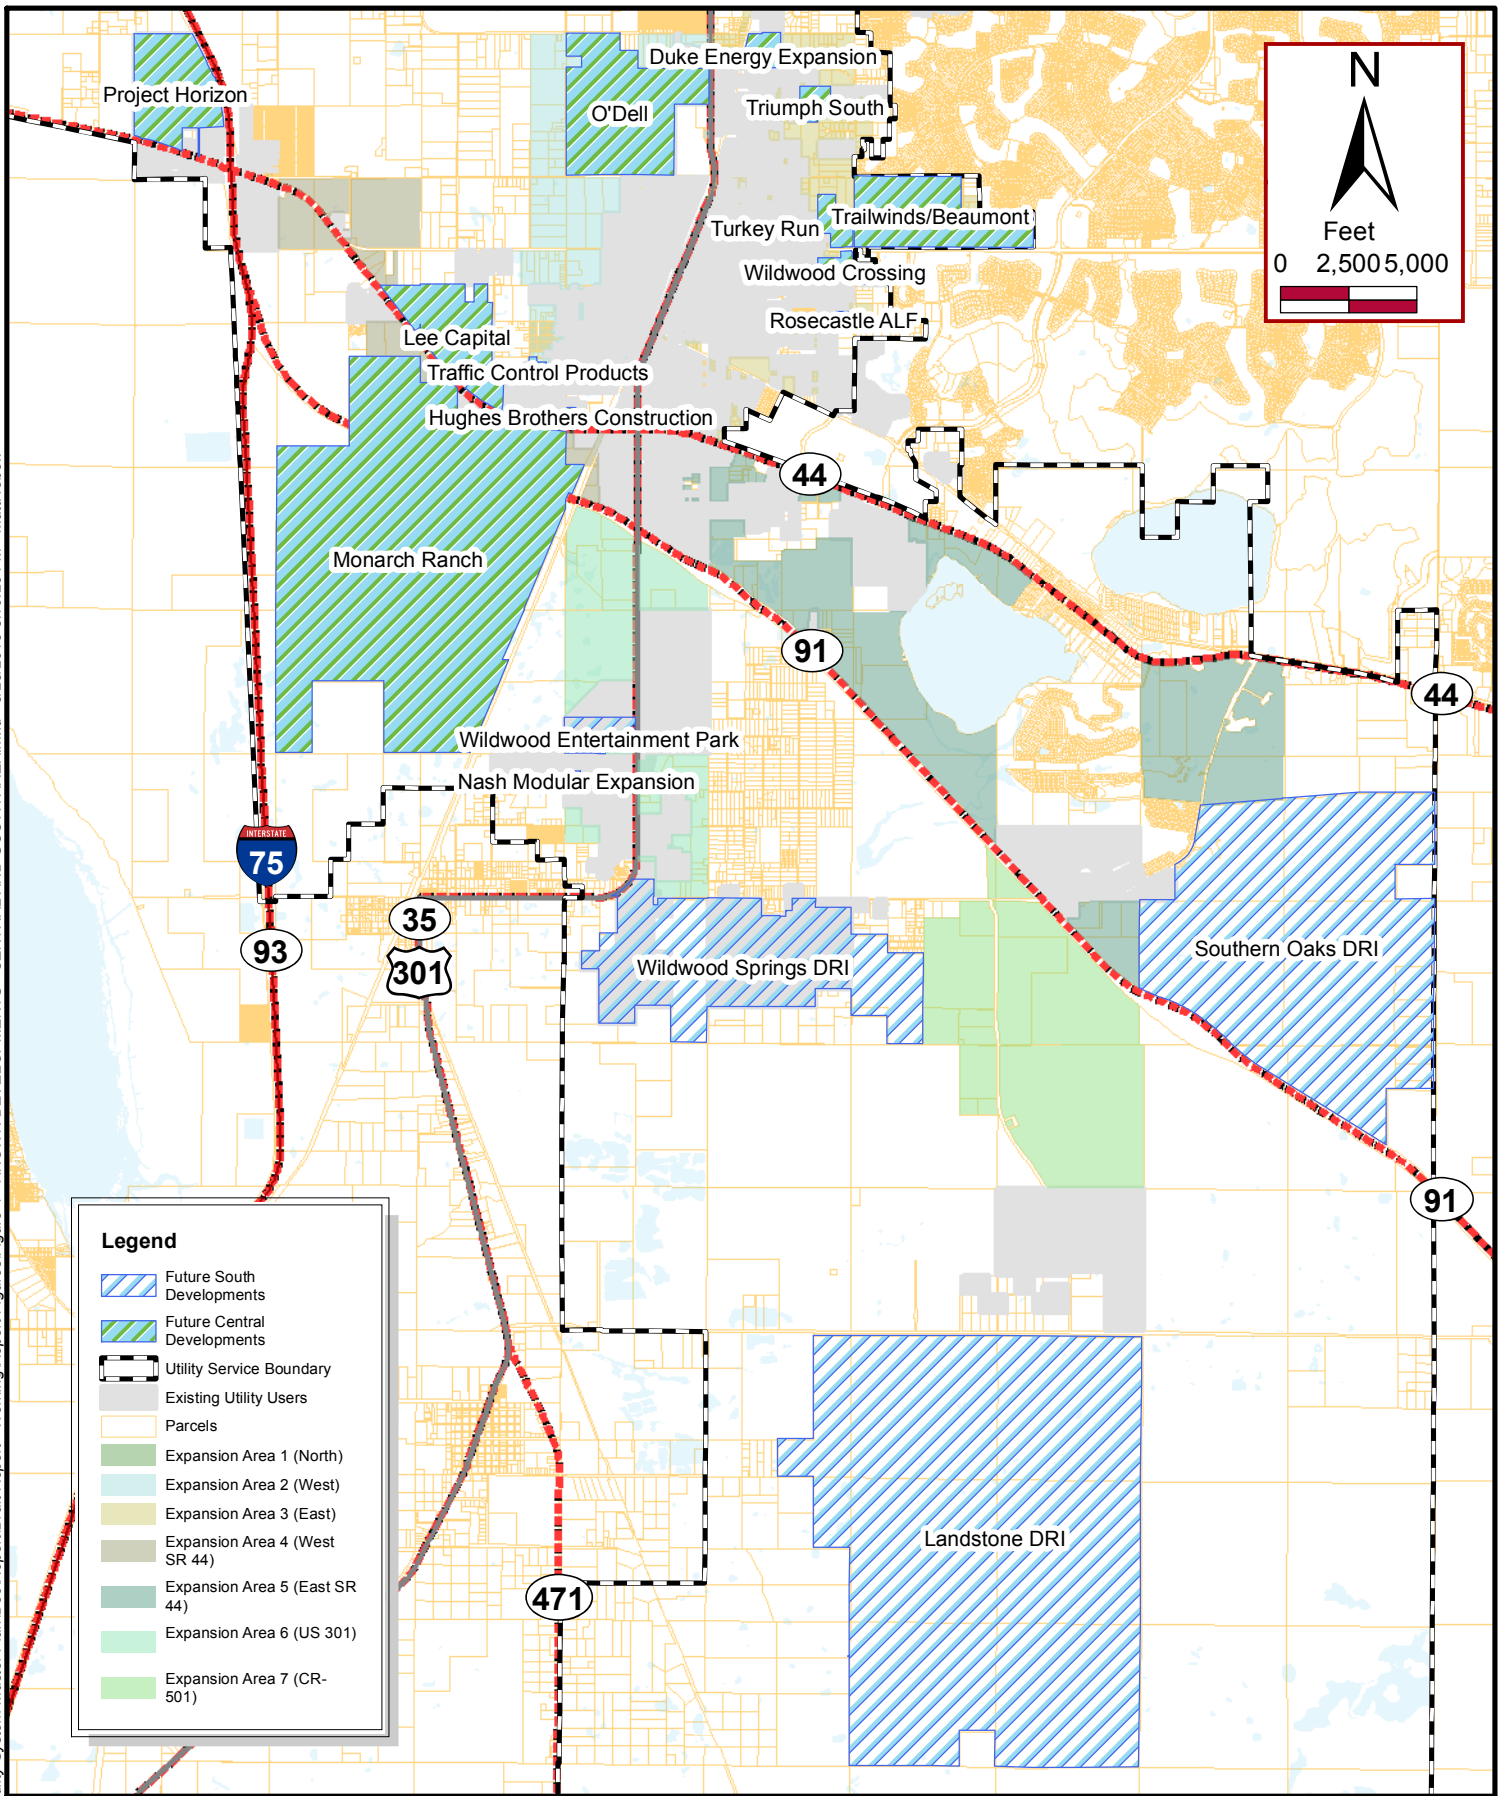 Project Horizon
Duke Energy Expansion
O'Dell
Triumph South
N
Feet
0 2,500 5,000
Trailwinds/Beaumont
Turkey Run
Wildwood Crossing
Rosecastle ALF
Lee Capital
Traffic Control Products
Hughes Brothers Construction
44
Monarch Ranch
91
44
Wildwood Entertainment Park
Nash Modular Expansion
INTERSTATE
75
35
93
301
Wildwood Springs DRI
Southern Oaks DRI
91
Legend
Future South
Developments
Future Central
Developments
Utility Service Boundary
Existing Utility Users
Parcels
Expansion Area 1 (North)
Expansion Area 2 (West)
Expansion Area 3 (East)
Expansion Area 4 (West
SR 44)
Expansion Area 5 (East SR
44)
Expansion Area 6 (US 301)
Expansion Area 7 (CR-
501)
Landstone DRI
471